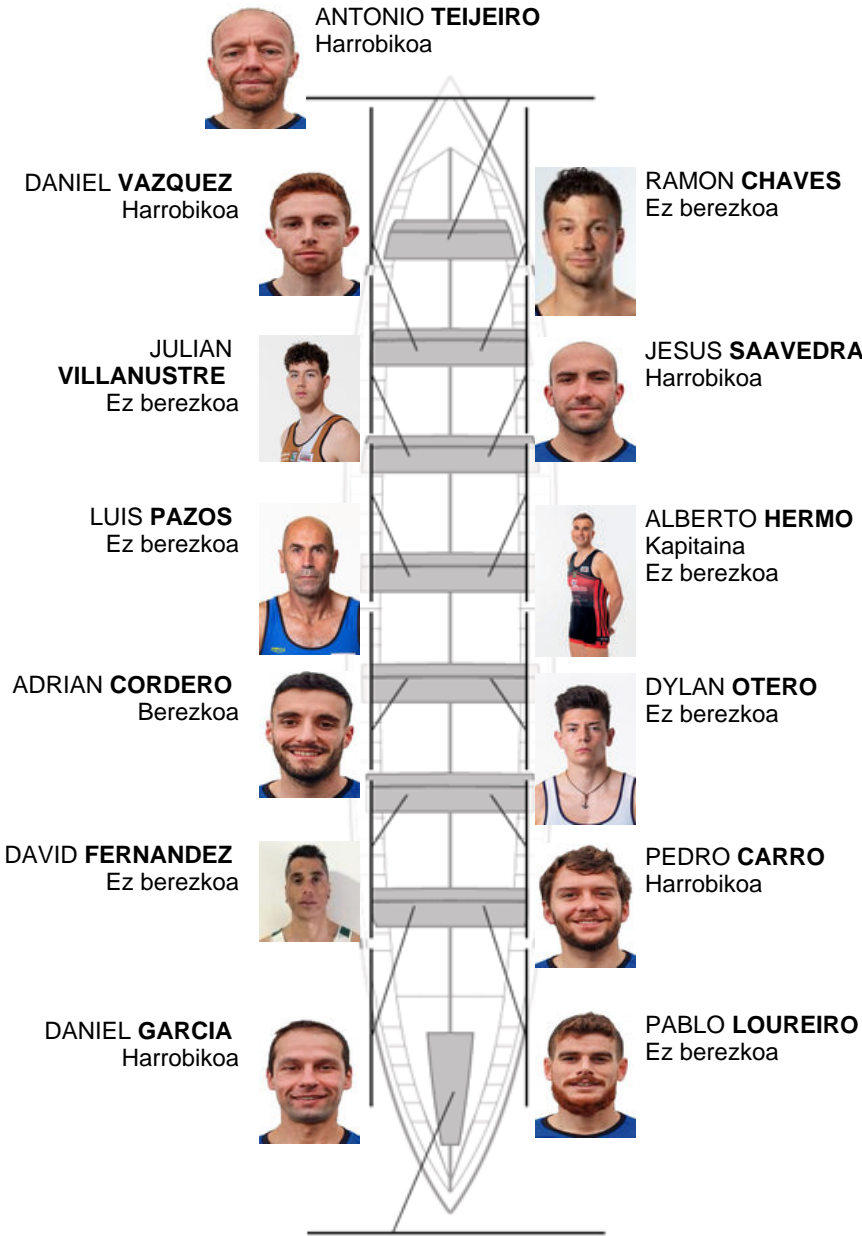 ANTONIO TEIJEIRO
Harrobikoa
DANIEL VAZQUEZ
Harrobikoa
RAMON CHAVES
Ez berezkoa
JULIAN
VILLANUSTRE
Ez berezkoa
JESUS SAAVEDRA
Harrobikoa
LUIS PAZOS
Ez berezkoa
ALBERTO HERMO
Kapitaina
Ez berezkoa
ADRIAN CORDERO
Berezkoa
DYLAN OTERO
Ez berezkoa
DAVID FERNANDEZ
Ez berezkoa
PEDRO CARRO
Harrobikoa
DANIEL GARCIA
Harrobikoa
PABLO LOUREIRO
Ez berezkoa